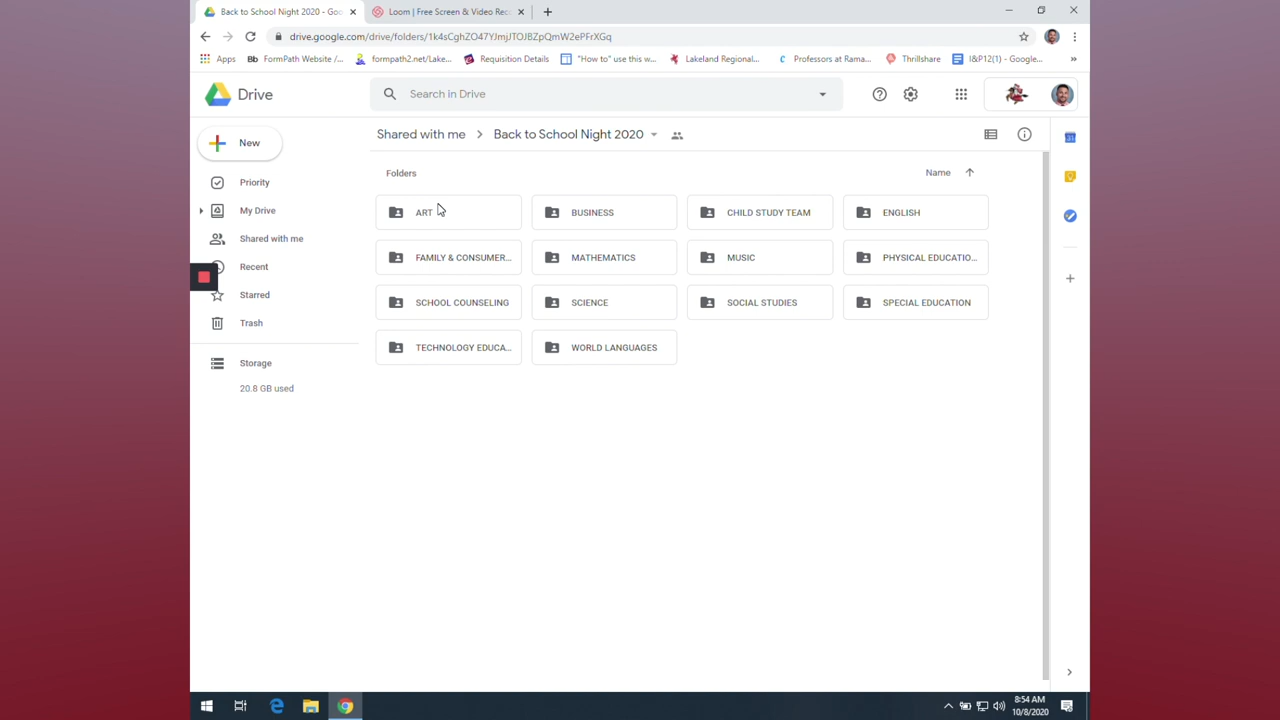 Back to School Night 2020 - Goo
Loom | Free Screen & Video Rec
drive.google.com/drive/folders/1k4sCghZO47YJmjJTOJBZpQmW2ePFrXGq
Apps
Bb FormPath Website /...
formpath2.net/Lake...
Requisition Details
"How to" use this w...
Lakeland Regional...
Professors at Rama...
Thrillshare
I&P12(1) - Google...
»
Drive
Search in Drive
New
Shared with me > Back to School Night 2020
Priority
My Drive
Shared with me
Recent
Starred
Trash
Storage
20.8 GB used
Folders
Name
ART
BUSINESS
CHILD STUDY TEAM
ENGLISH
FAMILY & CONSUMER...
MATHEMATICS
MUSIC
PHYSICAL EDUCATIO...
SCHOOL COUNSELING
SCIENCE
SOCIAL STUDIES
SPECIAL EDUCATION
TECHNOLOGY EDUCA...
WORLD LANGUAGES
31
8:54 AM
10/8/2020